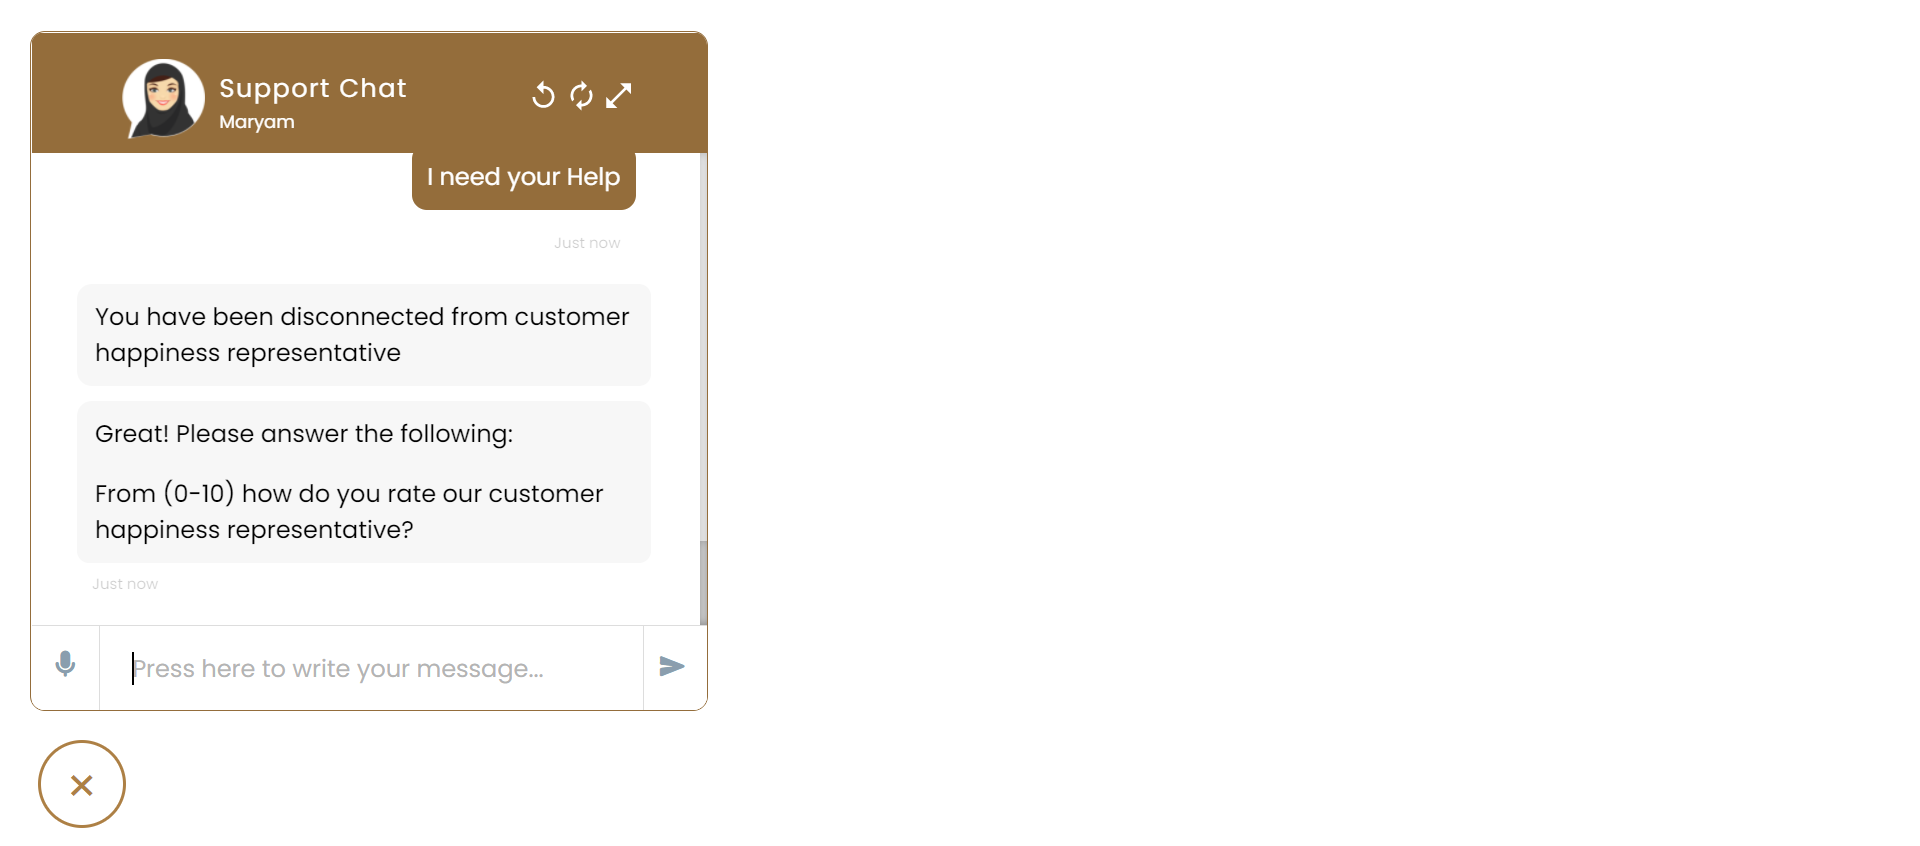 Support Chat
Maryam
I need your Help
Just now
You have been disconnected from customer
happiness representative
Great! Please answer the following:
From (0-10) how do you rate our customer
happiness representative?
Just now
Press here to write your message...